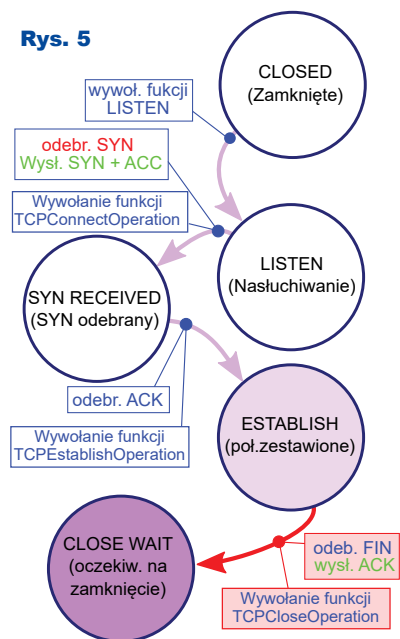 Rys. 5
CLOSED
(Zamknięte)
wywoł. fukcji
LISTEN
odebr. SYN
Wysł. SYN + ACC
Wywołanie funkcji
TCPConnectOperation
LISTEN
(Nasłuchiwanie)
SYN RECEIVED
(SYN odebrany)
odebr. ACK
Wywołanie funkcji
TCPEstablishOperation
ESTABLISH
(poł.zestawione)
CLOSE WAIT
(oczekiw. na
zamknięcie)
odeb. FIN
wysł. ACK
Wywołanie funkcji
TCPCloseOperation